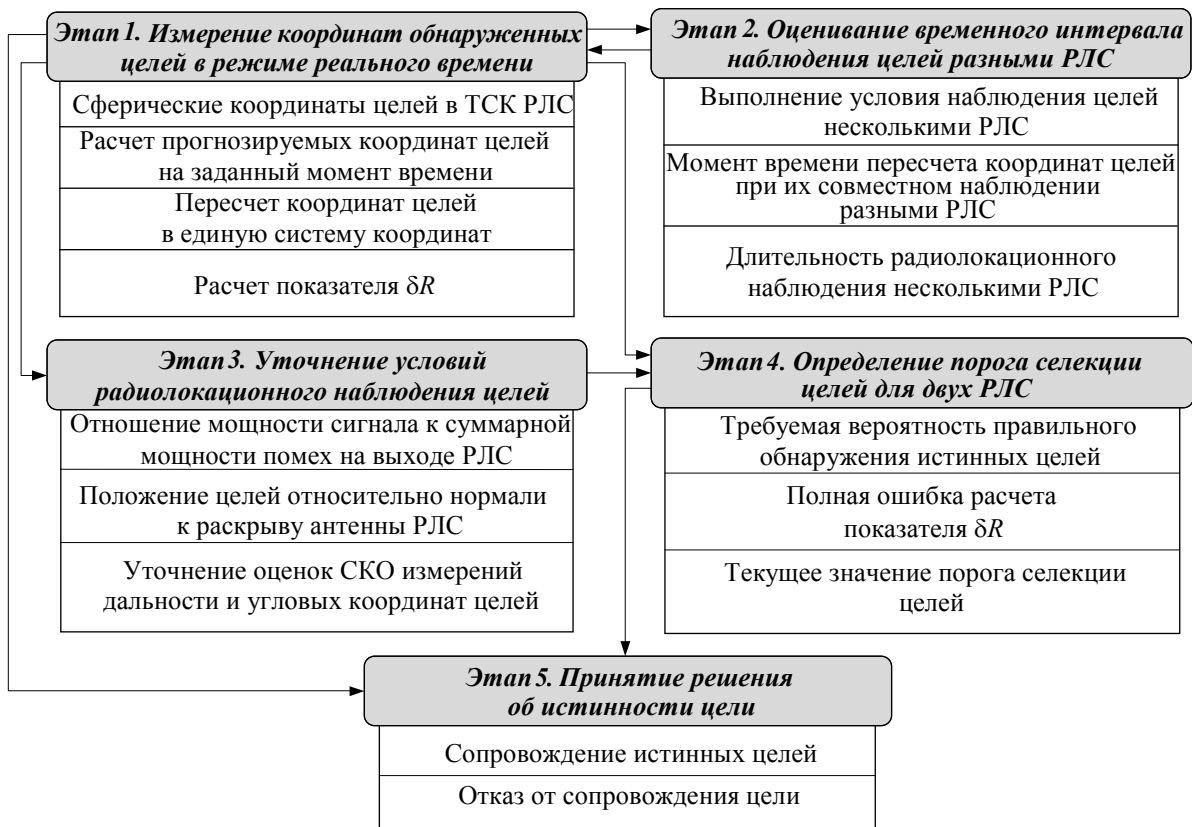 Этап 1. Измерение координат обнаруженных
целей в режиме реального времени
Сферические координаты целей в ТСК РЛС
Расчет прогнозируемых координат целей
на заданный момент времени
Пересчет координат целей
в единую систему координат
Расчет показателя δR
Этап 2. Оценивание временного интервала
наблюдения целей разными РЛС
Выполнение условия наблюдения целей
несколькими РЛС
Момент времени пересчета координат целей
при их совместном наблюдении
разными РЛС
Длительность радиолокационного
наблюдения несколькими РЛС
Этап 3. Уточнение условий
радиолокационного наблюдения целей
Отношение мощности сигнала к суммарной
мощности помех на выходе РЛС
Положение целей относительно нормали
к раскрыву антенны РЛС
Уточнение оценок СКО измерений
дальности и угловых координат целей
Этап 4. Определение порога селекции
целей для двух РЛС
Требуемая вероятность правильного
обнаружения истинных целей
Полная ошибка расчета
показателя δR
Текущее значение порога селекции
целей
Этап 5. Принятие решения
об истинности цели
Сопровождение истинных целей
Отказ от сопровождения цели